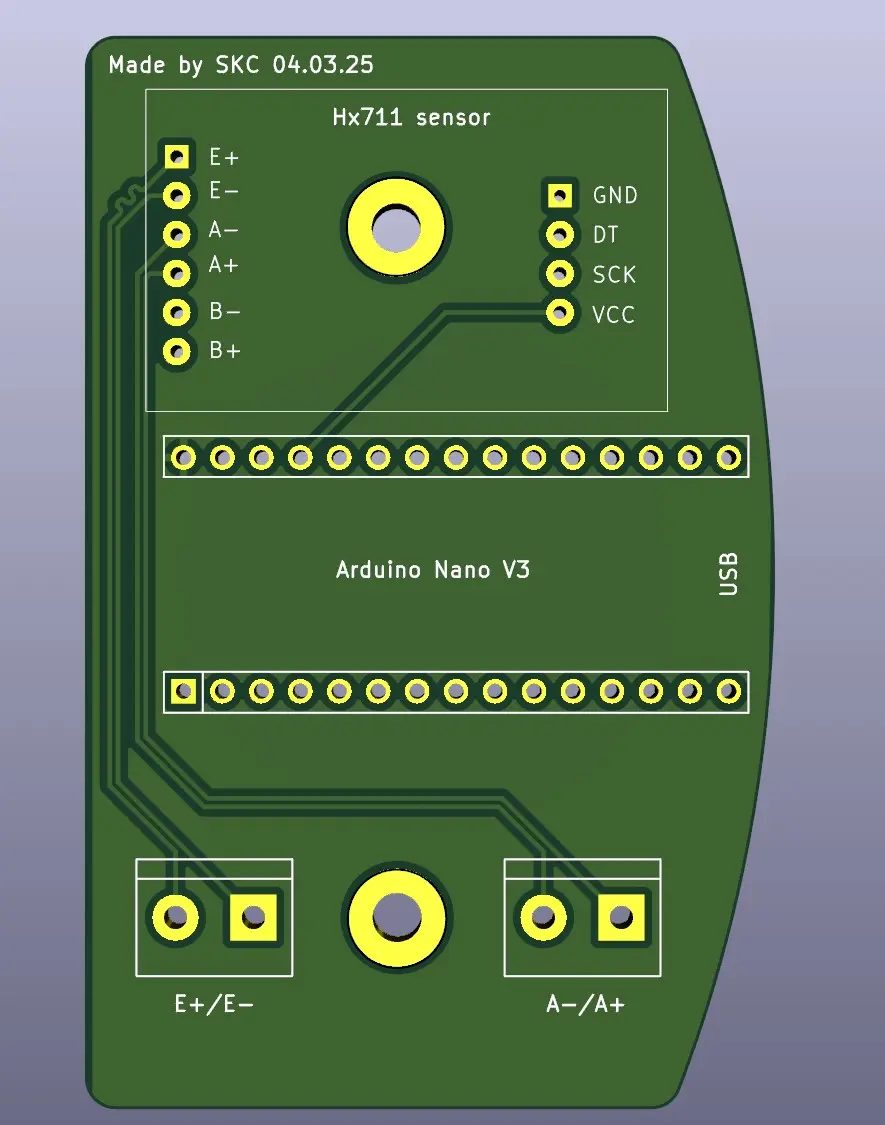 Made by SKC 04.03.25
Hx711 sensor
E+
E-
A-
A+
B-
B+
GND
DT
SCK
VCC
Arduino Nano V3
USB
E+/E-
A-/A+